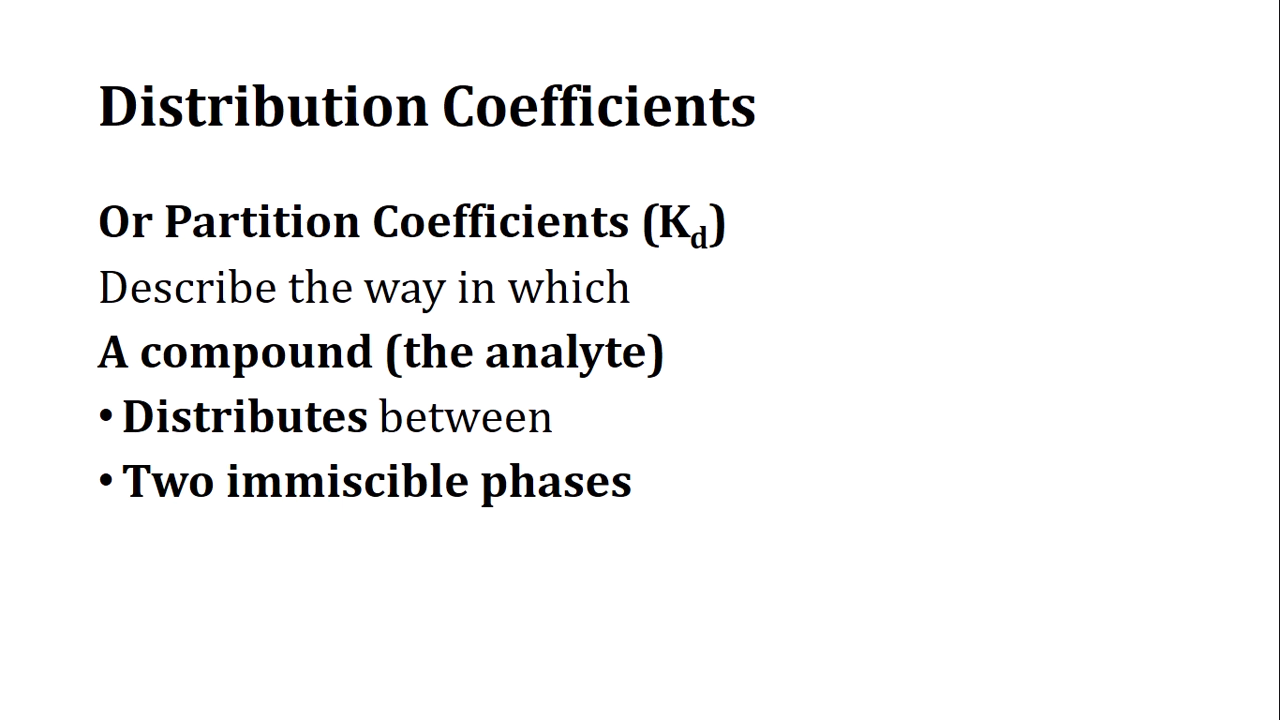 Distribution Coefficients
Or Partition Coefficients (Kd)
Describe the way in which
A compound (the analyte)
• Distributes between
• Two immiscible phases